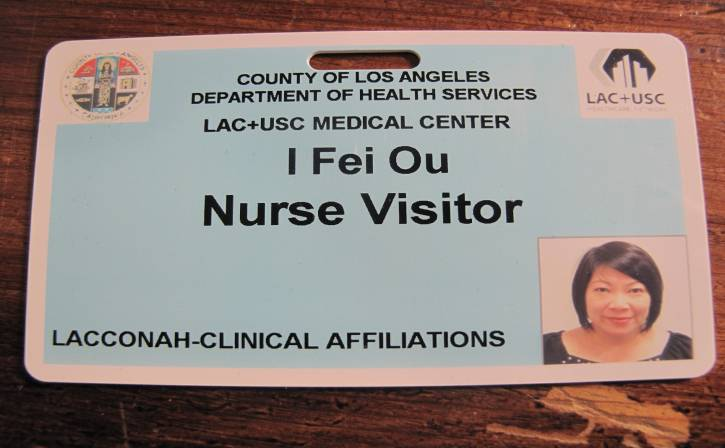 COUNTY OF LOS ANGELES
DEPARTMENT OF HEALTH SERVICES
LAC+USC
LAC+USC MEDICAL CENTER
I Fei Ou
Nurse Visitor
LACCONAH-CLINICAL AFFILIATIONS